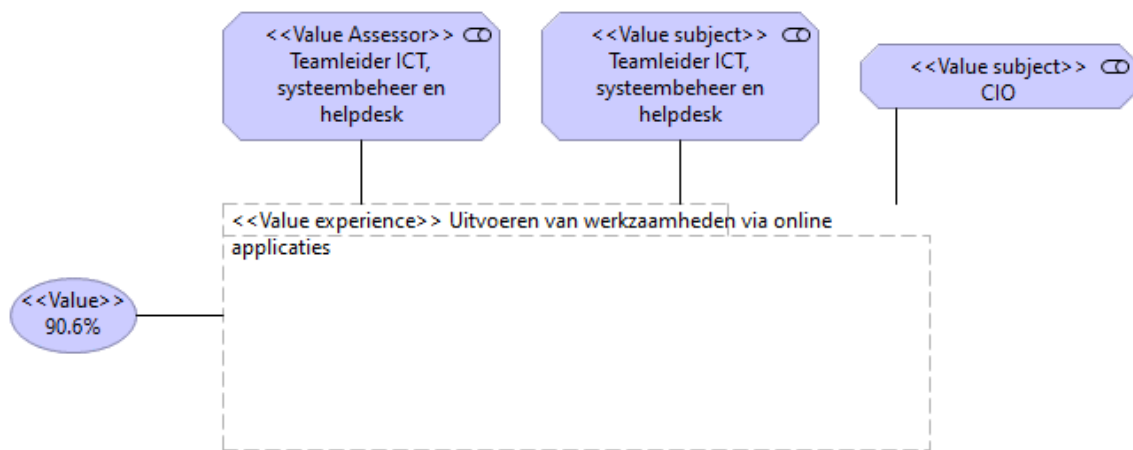 <<Value Assessor>>
Teamleider ICT,
systeembeheer en
helpdesk
<<Value subject>>
Teamleider ICT,
systeembeheer en
helpdesk
<<Value subject>>
CIO
<<Value experience>> Uitvoeren van werkzaamheden via online
applicaties
<<Value>>
90.6%